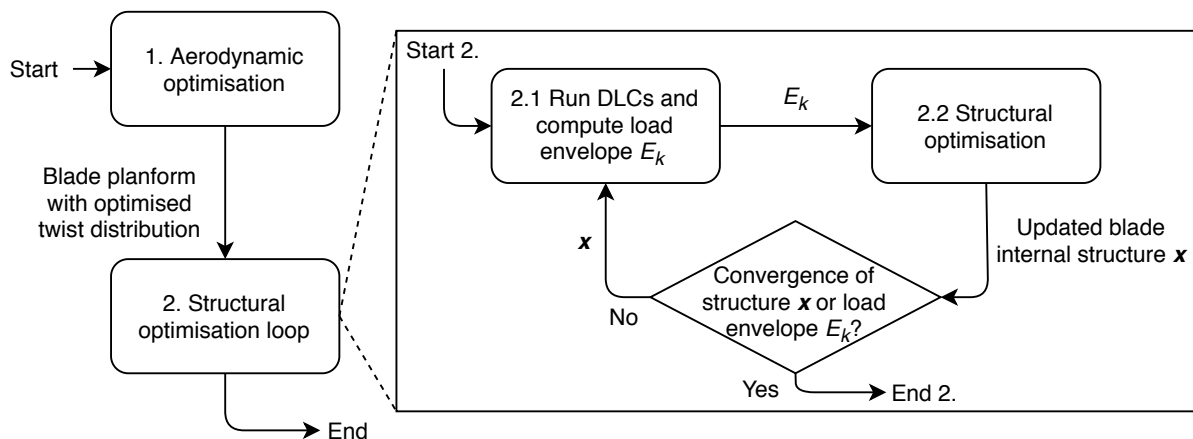 Start
1. Aerodynamic
optimisation
Blade planform
with optimised
twist distribution
2. Structural
optimisation loop
End
Start 2.
2.1 Run DLCs and
compute load
envelope E_k
E_k
2.2 Structural
optimisation
Updated blade
internal structure x
Convergence of
structure x or load
envelope E_k?
No
x
Yes
End 2.